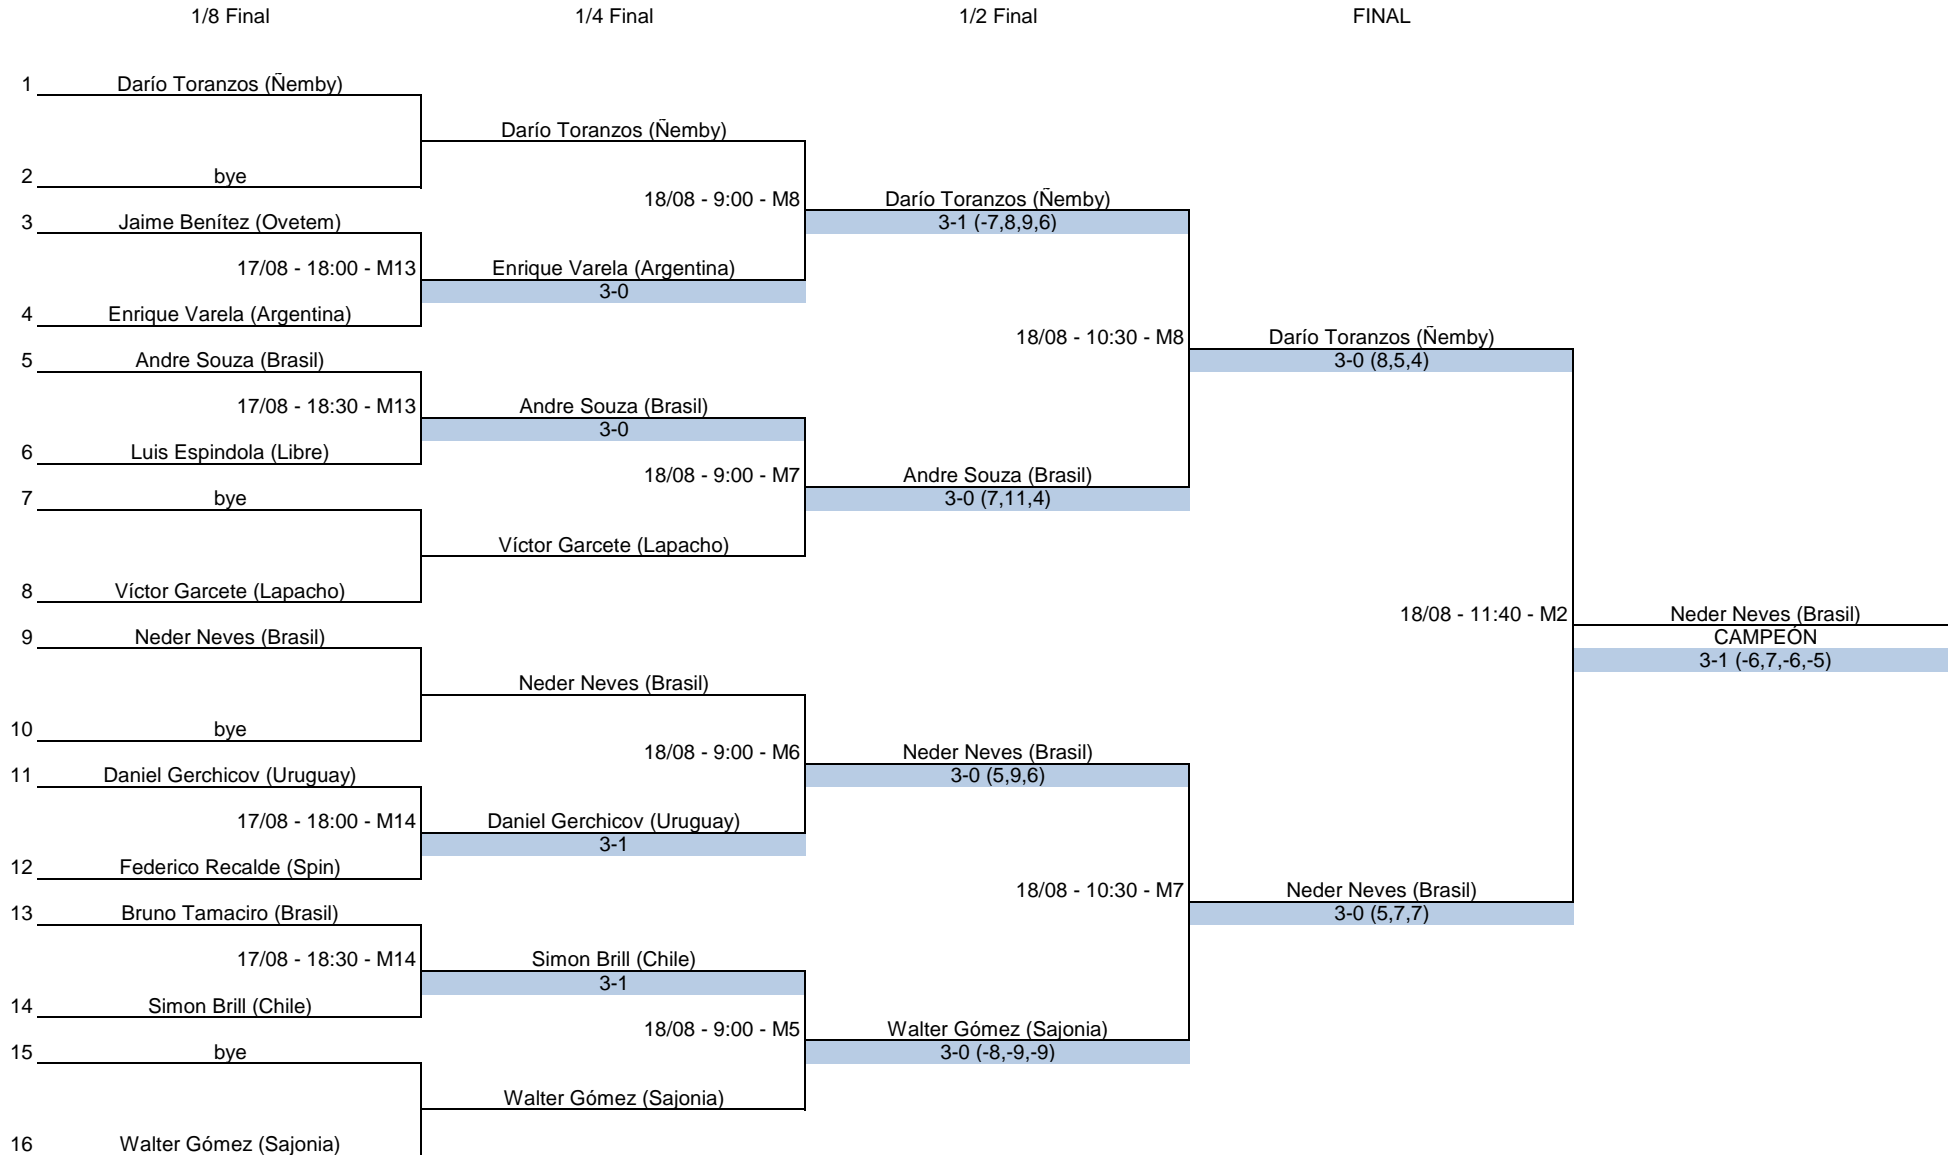 1/8 Final 1/4 Final 1/2 Final FINAL
1 Darío Toranzos (Ñemby)
Darío Toranzos (Ñemby)
2 bye
18/08 - 9:00 - M8 Darío Toranzos (Ñemby)
3 Jaime Benítez (Ovetem) 3-1 (-7,8,9,6)
17/08 - 18:00 - M13 Enrique Varela (Argentina)
3-0
4 Enrique Varela (Argentina)
18/08 - 10:30 - M8 Darío Toranzos (Ñemby)
5 Andre Souza (Brasil) 3-0 (8,5,4)
17/08 - 18:30 - M13 Andre Souza (Brasil)
3-0
6 Luis Espindola (Libre)
18/08 - 9:00 - M7 Andre Souza (Brasil)
7 bye 3-0 (7,11,4)
Víctor Garcete (Lapacho)
8 Víctor Garcete (Lapacho)
18/08 - 11:40 - M2 Neder Neves (Brasil)
9 Neder Neves (Brasil) CAMPEÓN
3-1 (-6,7,-6,-5)
Neder Neves (Brasil)
10 bye
18/08 - 9:00 - M6 Neder Neves (Brasil)
11 Daniel Gerchicov (Uruguay) 3-0 (5,9,6)
17/08 - 18:00 - M14 Daniel Gerchicov (Uruguay)
3-1
12 Federico Recalde (Spin)
18/08 - 10:30 - M7 Neder Neves (Brasil)
13 Bruno Tamaciro (Brasil) 3-0 (5,7,7)
17/08 - 18:30 - M14 Simon Brill (Chile)
3-1
14 Simon Brill (Chile)
18/08 - 9:00 - M5 Walter Gómez (Sajonia)
15 bye 3-0 (-8,-9,-9)
Walter Gómez (Sajonia)
16 Walter Gómez (Sajonia)